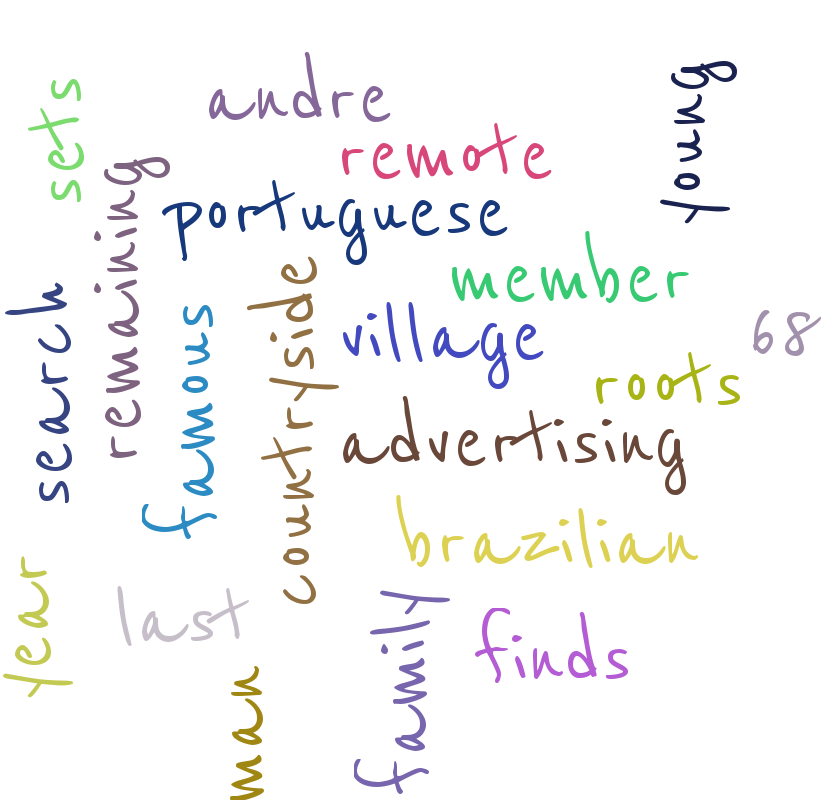 andre
sets
young
remote
remaining
portuguese
member
search
famous
countryside
village
68
roots
advertising
brazilian
year
last
family
finds
man